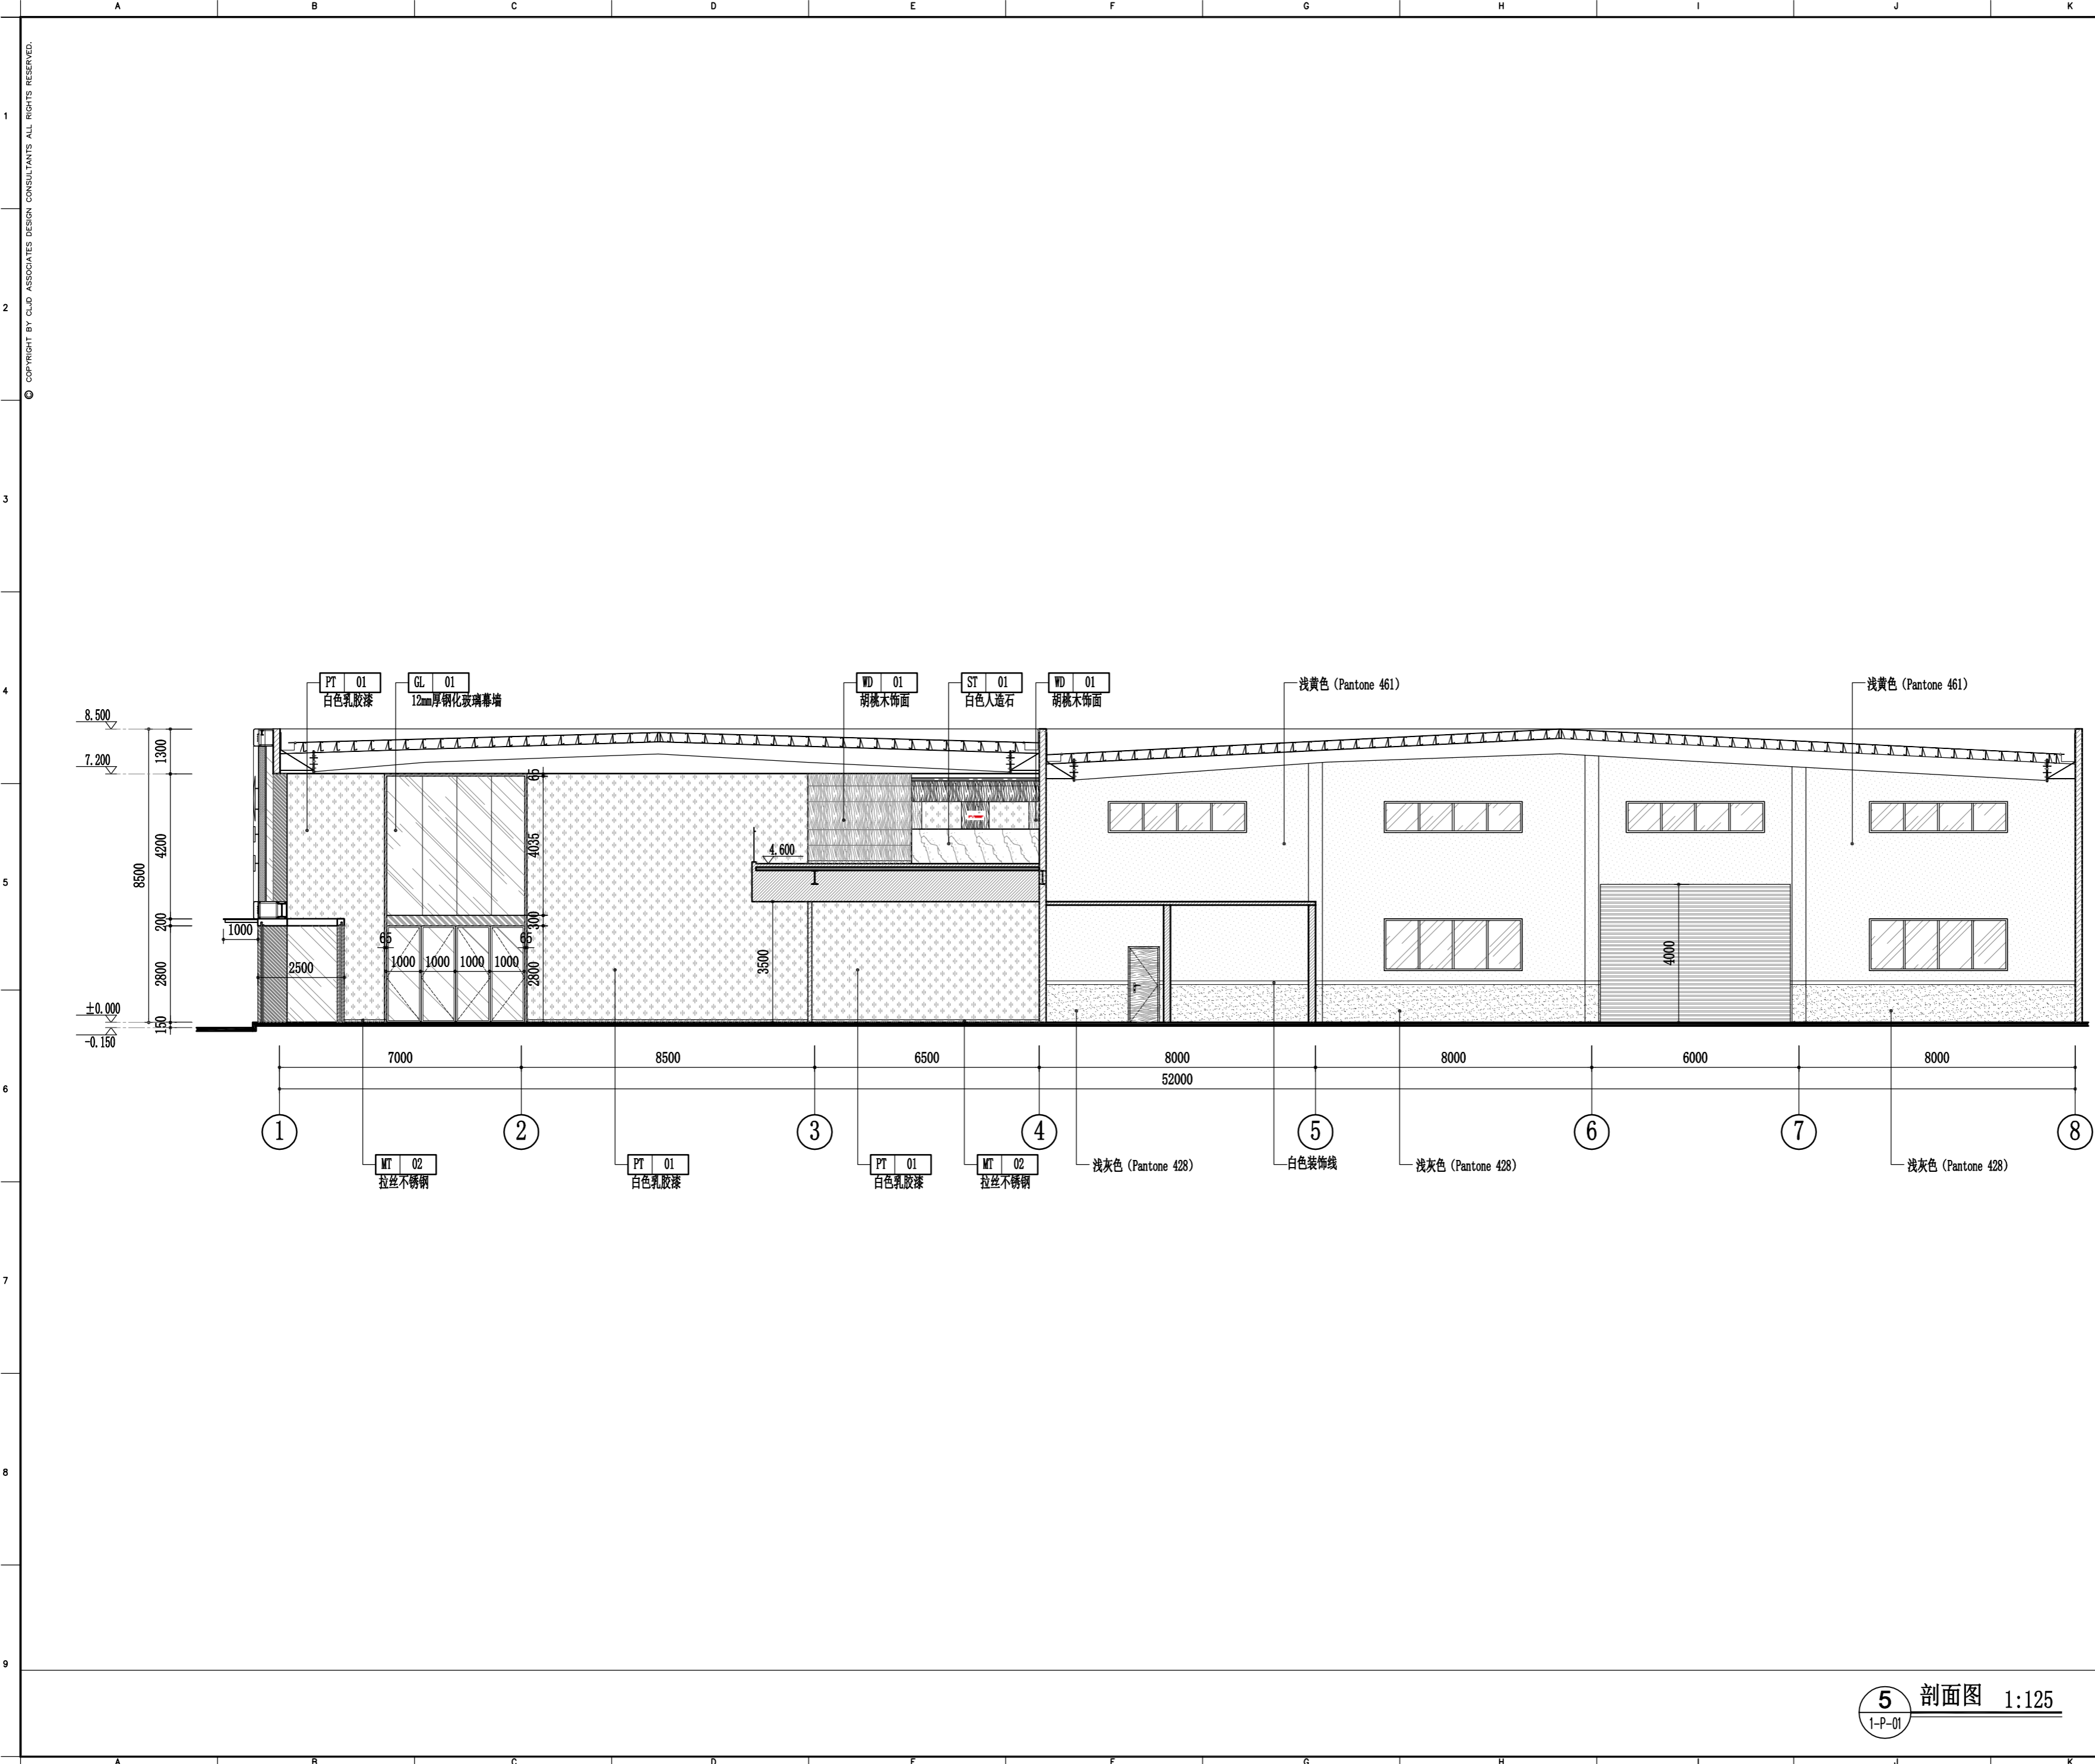 A B C D E F G H I J K
© COPYRIGHT BY CLJD ASSOCIATES DESIGN CONSULTANTS ALL RIGHTS RESERVED.
1
2
3
4
5
6
7
8
9
PT 01
白色乳胶漆
GL 01
12mm厚钢化玻璃幕墙
WD 01
胡桃木饰面
ST 01
白色人造石
WD 01
胡桃木饰面
浅黄色 (Pantone 461)
浅黄色 (Pantone 461)
8.500
7.200
±0.000
-0.150
8500
1300
4200
200
2800
150
1000
2500
65
65
1000 1000 1000 1000
65
4035
300
2800
4.600
3500
4000
7000 8500 6500 8000 8000 6000 8000
52000
1 2 3 4 5 6 7 8
MT 02
拉丝不锈钢
PT 01
白色乳胶漆
PT 01
白色乳胶漆
MT 02
拉丝不锈钢
浅灰色 (Pantone 428)
白色装饰线
浅灰色 (Pantone 428)
浅灰色 (Pantone 428)
5
1-P-01
剖面图 1:125
A B C D E F G H I J K